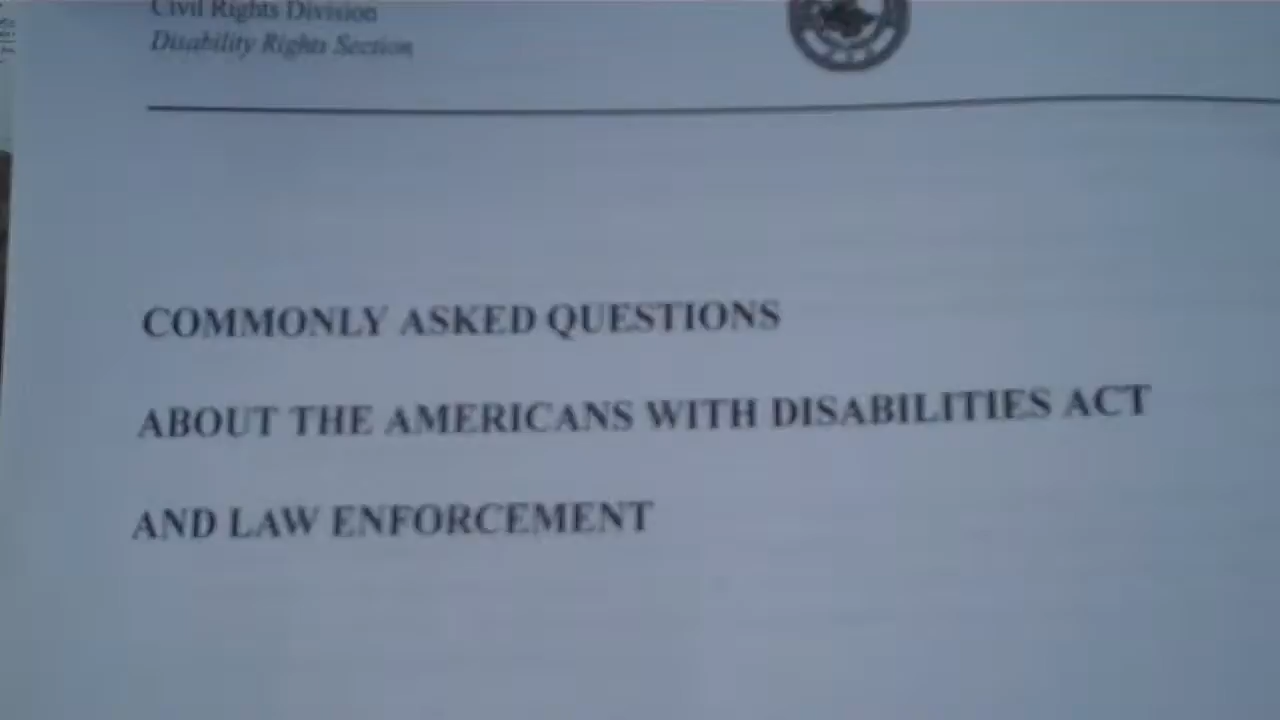 Civil Rights Division
Disability Rights Section
COMMONLY ASKED QUESTIONS
ABOUT THE AMERICANS WITH DISABILITIES ACT
AND LAW ENFORCEMENT